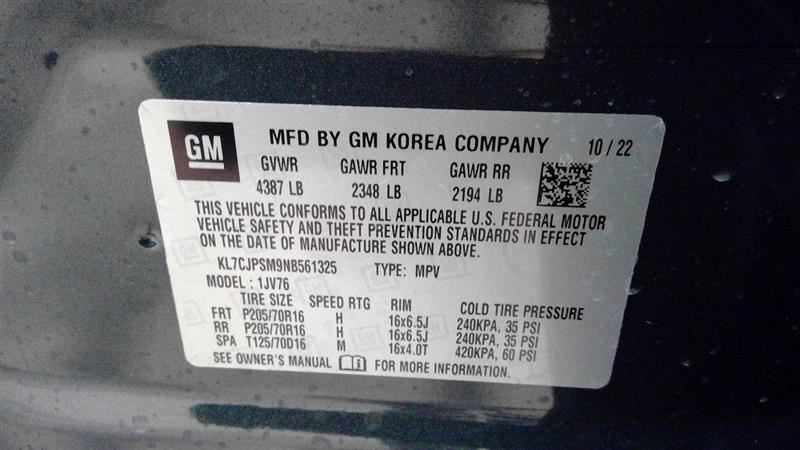 GM MFD BY GM KOREA COMPANY 10 / 22
GVWR GAWR FRT GAWR RR
4387 LB 2348 LB 2194 LB
THIS VEHICLE CONFORMS TO ALL APPLICABLE U.S. FEDERAL MOTOR
VEHICLE SAFETY AND THEFT PREVENTION STANDARDS IN EFFECT
ON THE DATE OF MANUFACTURE SHOWN ABOVE.
KL7CJPSM9NB561325 TYPE: MPV
MODEL : 1JV76
TIRE SIZE SPEED RTG RIM COLD TIRE PRESSURE
FRT P205/70R16 H 16x6.5J 240KPA, 35 PSI
RR P205/70R16 H 16x6.5J 240KPA, 35 PSI
SPA T125/70D16 M 16x4.0T 420KPA, 60 PSI
SEE OWNER'S MANUAL FOR MORE INFORMATION.